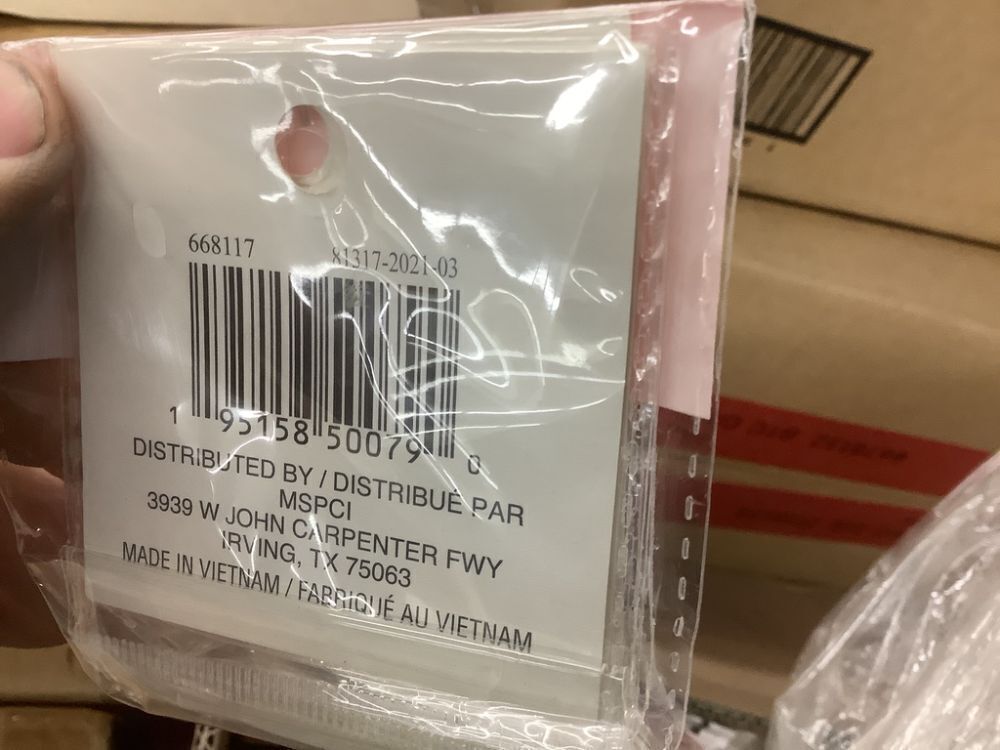 668117 81317-2021-03
1 95158 50079 0
DISTRIBUTED BY / DISTRIBUÉ PAR
MSPCI
3939 W JOHN CARPENTER FWY
IRVING, TX 75063
MADE IN VIETNAM / FABRIQUÉ AU VIETNAM